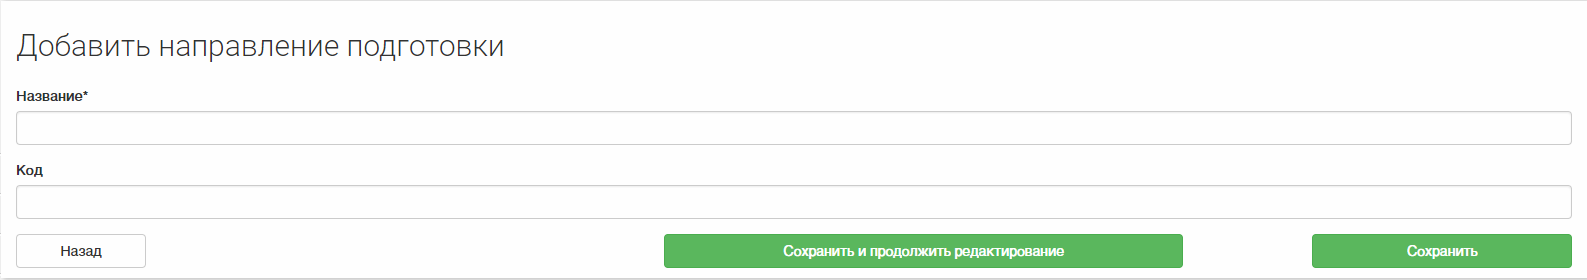 Добавить направление подготовки
Название*
Код
Назад
Сохранить и продолжить редактирование
Сохранить